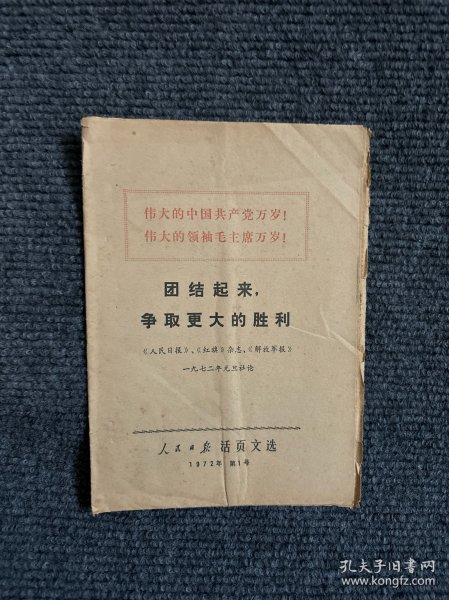 伟大的中国共产党万岁!
伟大的领袖毛主席万岁!
团结起来,
争取更大的胜利
《人民日报》、《红旗》杂志、《解放军报》
一九七二年元旦社论
人民日报 活页文选
1972年 第1号
孔夫子旧书网
www.kongfz.com